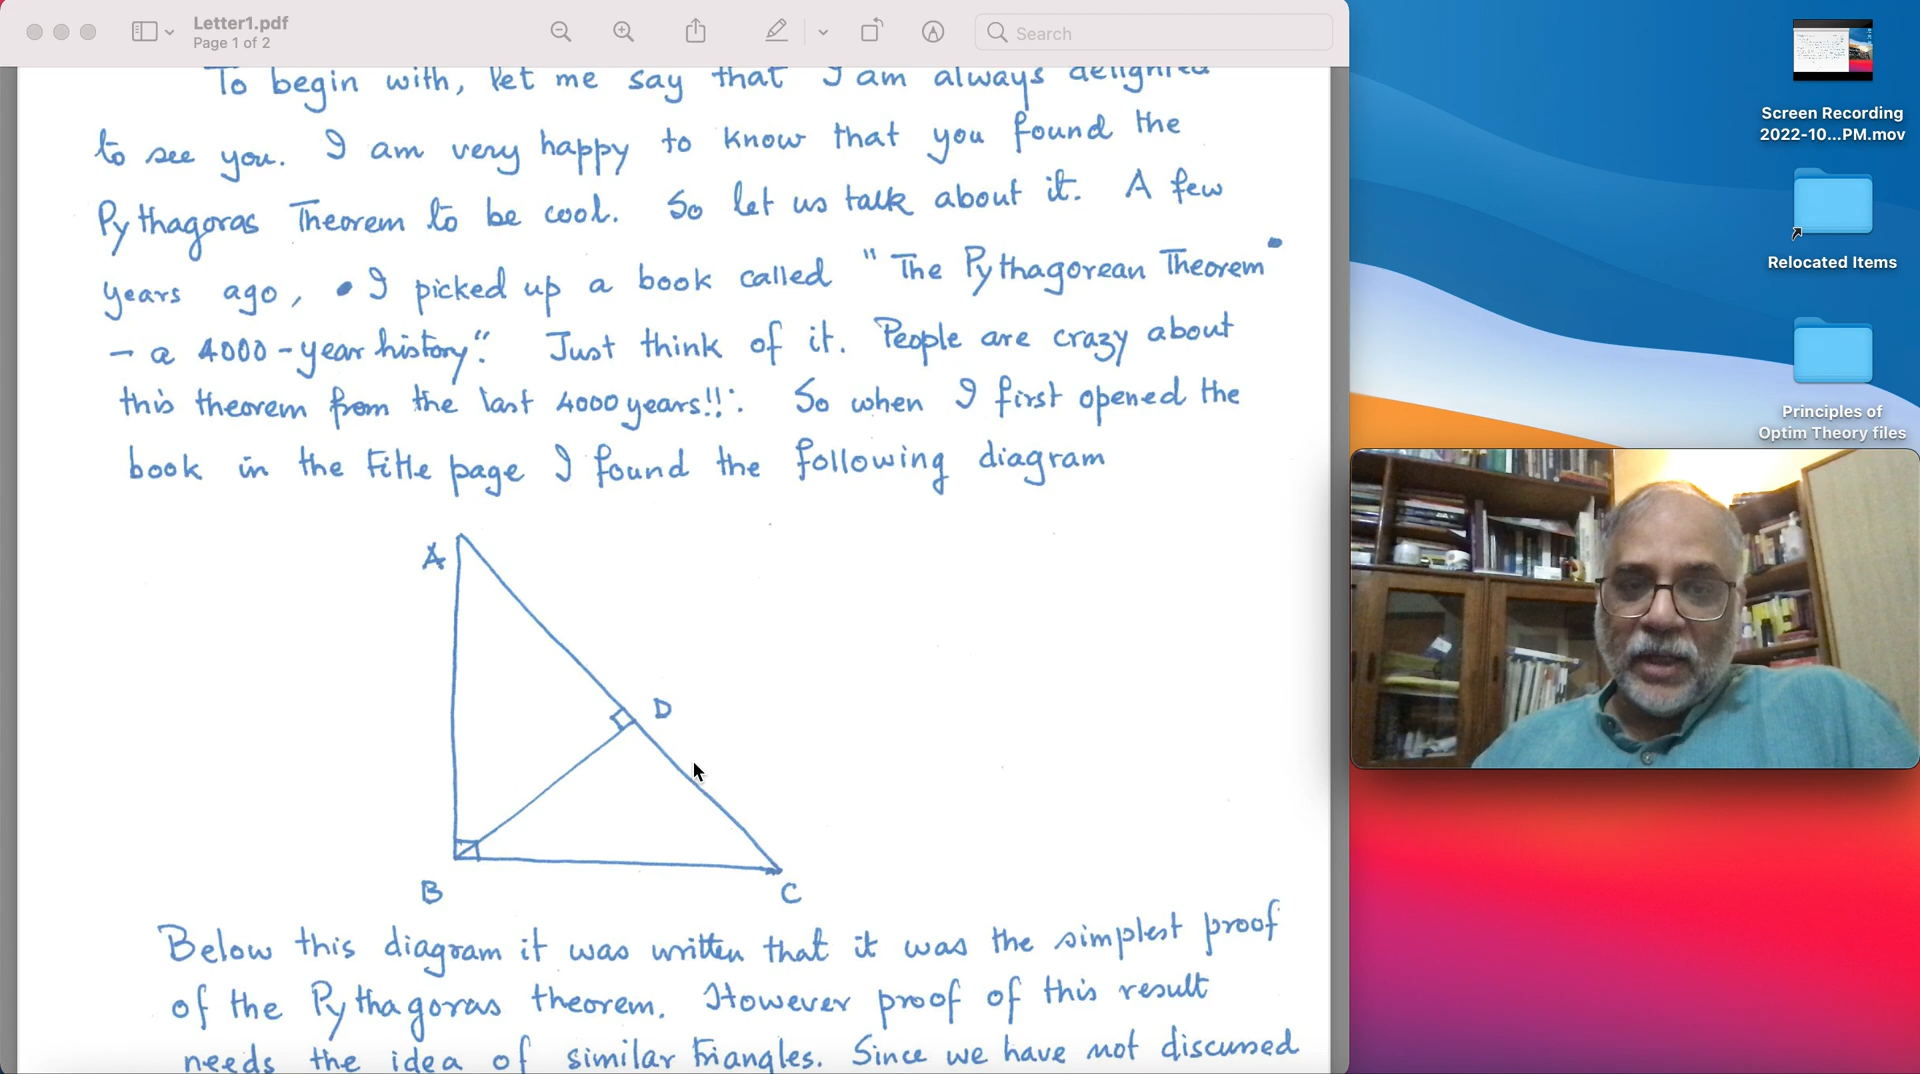 Letter1.pdf
Page 1 of 2
Search
To begin with, let me say that I am always delighted
to see you. I am very happy to know that you found the
Pythagoras Theorem to be cool. So let us talk about it. A few
years ago, I picked up a book called "The Pythagorean Theorem
- a 4000-year history". Just think of it. People are crazy about
this theorem from the last 4000 years!!. So when I first opened the
book in the title page I found the following diagram
A
D
B
C
Below this diagram it was written that it was the simplest proof
of the Pythagoras theorem. However proof of this result
needs the idea of similar triangles. Since we have not discussed
Screen Recording
2022-10...PM.mov
Relocated Items
Principles of
Optim Theory files